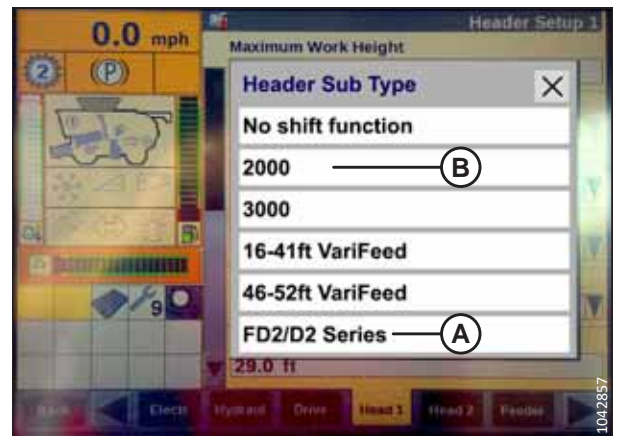 0.0 mph
Header Setup 1
Maximum Work Height
2
P
Header Sub Type
No shift function
2000
B
3000
16-41ft VariFeed
46-52ft VariFeed
9
FD2/D2 Series
A
29.0 ft
Back
Electr
Hydraul
Drive
Head 1
Head 2
Feeder
1042857